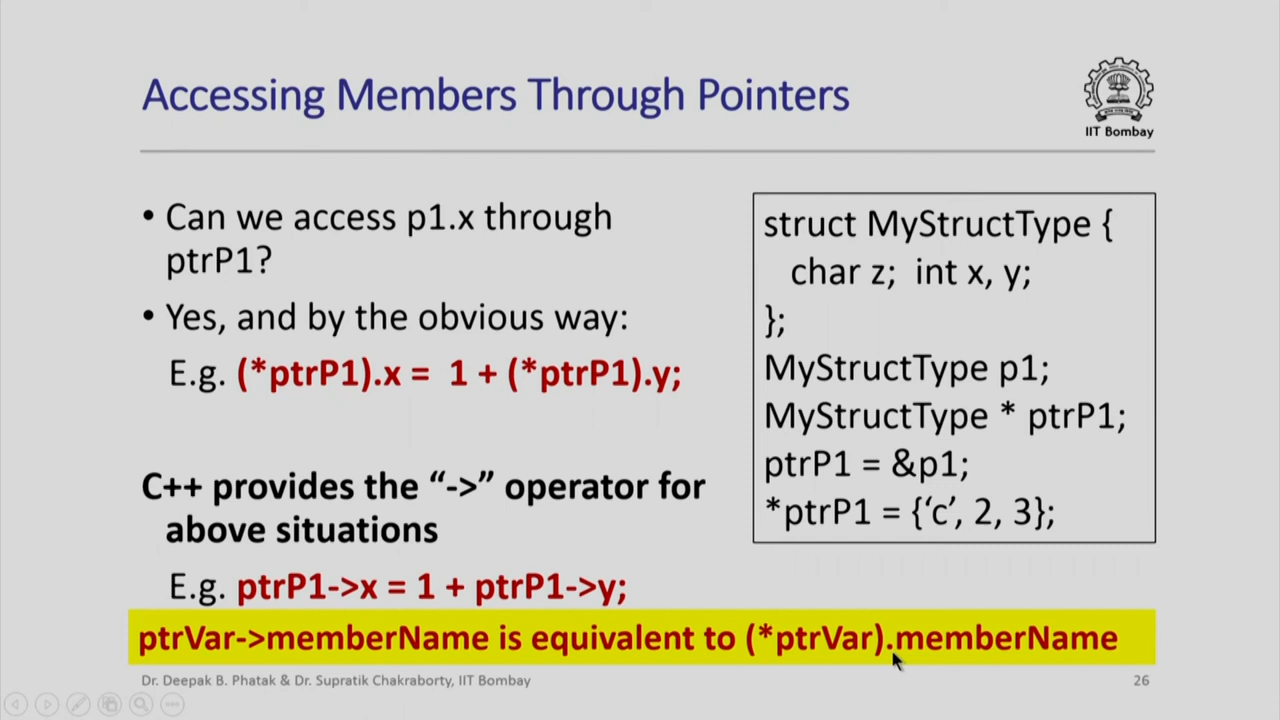 Accessing Members Through Pointers
IIT Bombay
• Can we access p1.x through
ptrP1?
• Yes, and by the obvious way:
E.g. (*ptrP1).x = 1 + (*ptrP1).y;
C++ provides the “->” operator for
above situations
E.g. ptrP1->x = 1 + ptrP1->y;
struct MyStructType {
char z; int x, y;
};
MyStructType p1;
MyStructType * ptrP1;
ptrP1 = &p1;
*ptrP1 = {‘c’, 2, 3};
ptrVar->memberName is equivalent to (*ptrVar).memberName
Dr. Deepak B. Phatak & Dr. Supratik Chakraborty, IIT Bombay
26